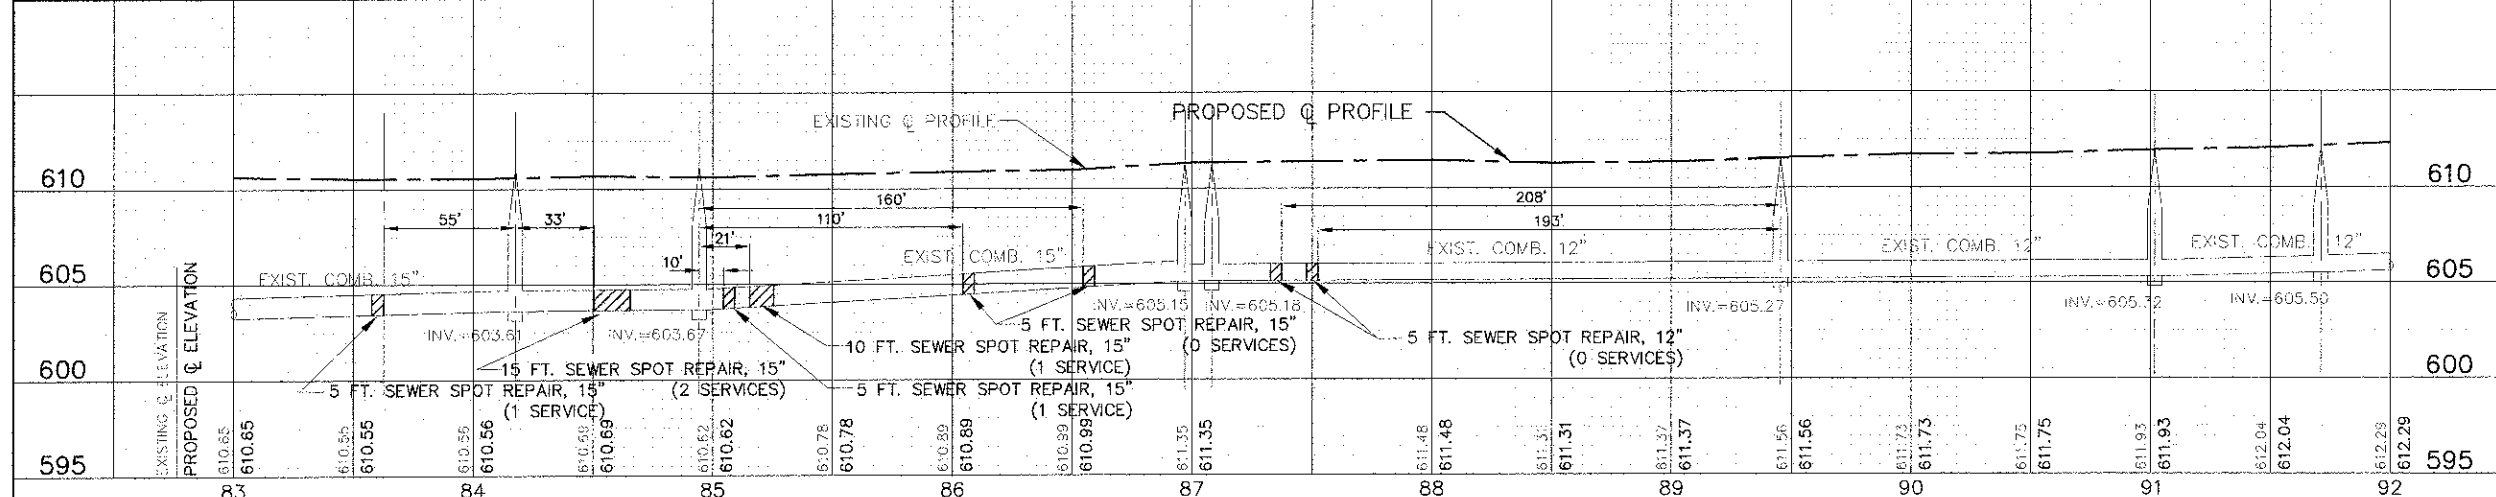 EXISTING ℄ PROFILE
PROPOSED ℄ PROFILE
610
610
160'
208'
55'
33'
110'
193'
21'
EXIST. COMB. 15"
EXIST. COMB. 12"
EXIST. COMB. 12"
EXIST. COMB. 12"
10'
605
EXIST. COMB. 15"
605
INV.=605.15
INV.=605.18
INV.=605.27
INV.=605.32
INV.=605.50
INV.=603.61
INV.=603.67
5 FT. SEWER SPOT REPAIR, 15"
(0 SERVICES)
5 FT. SEWER SPOT REPAIR, 12"
(0 SERVICES)
10 FT. SEWER SPOT REPAIR, 15"
(1 SERVICE)
600
15 FT. SEWER SPOT REPAIR, 15"
(2 SERVICES)
600
5 FT. SEWER SPOT REPAIR, 15"
(1 SERVICE)
5 FT. SEWER SPOT REPAIR, 15"
(1 SERVICE)
EXISTING ℄ ELEVATION
PROPOSED ℄ ELEVATION
610.65
610.65
610.55
610.55
610.56
610.56
610.69
610.69
610.62
610.62
610.78
610.78
610.89
610.89
610.99
610.99
611.35
611.35
611.48
611.48
611.31
611.31
611.37
611.37
611.56
611.56
611.73
611.73
611.75
611.75
611.93
611.93
612.04
612.04
612.29
612.29
595
595
83
84
85
86
87
88
89
90
91
92